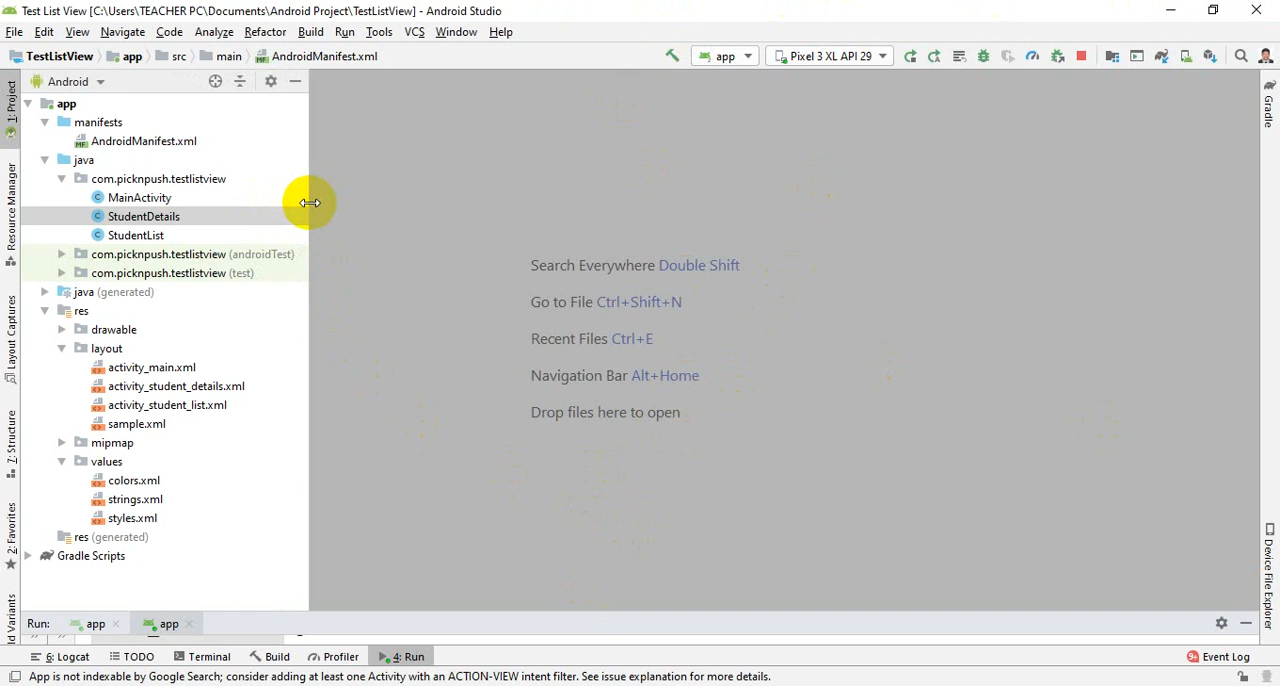 Test List View [C:\Users\TEACHER PC\Documents\Android Project\TestListView] - Android Studio
File Edit View Navigate Code Analyze Refactor Build Run Tools VCS Window Help
TestListView app src main AndroidManifest.xml app Pixel 3 XL API 29
Android
app
manifests
AndroidManifest.xml
java
com.picknpush.testlistview
MainActivity
StudentDetails
StudentList
com.picknpush.testlistview (androidTest)
com.picknpush.testlistview (test)
java (generated)
res
drawable
layout
activity_main.xml
activity_student_details.xml
activity_student_list.xml
sample.xml
mipmap
values
colors.xml
strings.xml
styles.xml
res (generated)
Gradle Scripts
1: Project
Resource Manager
Layout Captures
7: Structure
2: Favorites
ld Variants
Search Everywhere Double Shift
Go to File Ctrl+Shift+N
Recent Files Ctrl+E
Navigation Bar Alt+Home
Drop files here to open
Gradle
Device File Explorer
Run: app app
6: Logcat TODO Terminal Build Profiler 4: Run 9+ Event Log
App is not indexable by Google Search; consider adding at least one Activity with an ACTION-VIEW intent filter. See issue explanation for more details.